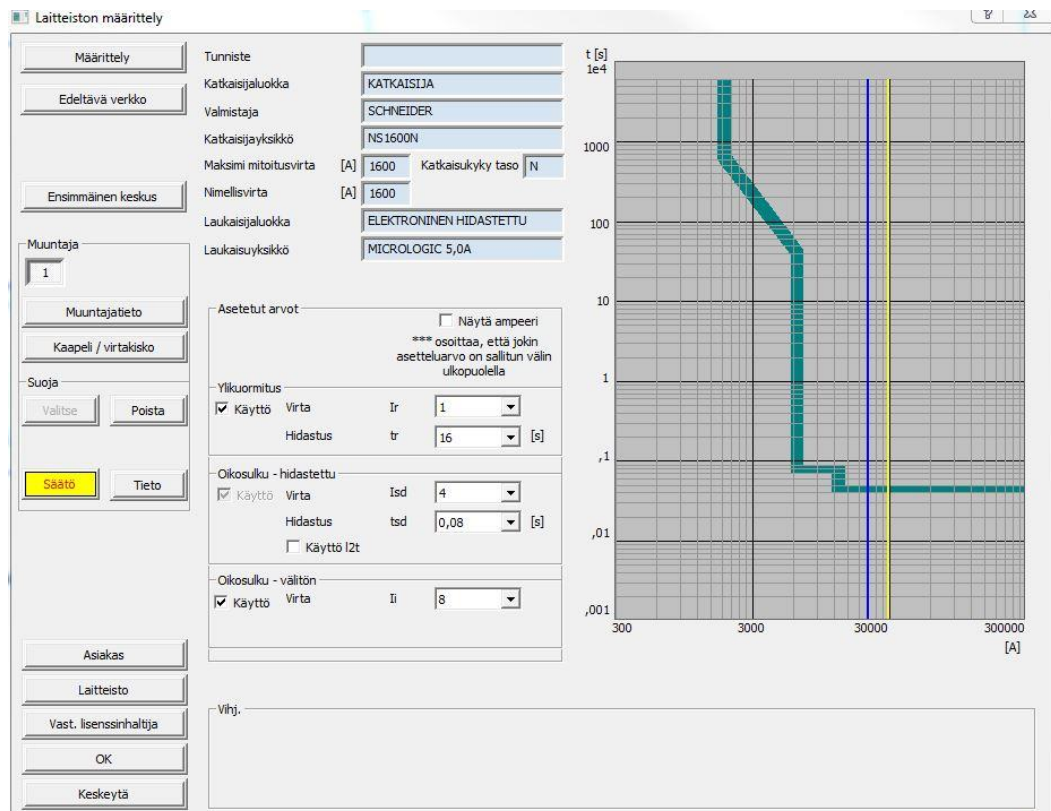 Laitteiston määrittely
Määrittely
Edeltävä verkko
Ensimmäinen keskus
Muuntaja
1
Muuntajatieto
Kaapeli / virtakisko
Suoja
Valitse Poista
Säätö Tieto
Asiakas
Laitteisto
Vast. lisenssinhaltija
OK
Keskeytä
Tunniste
Katkaisijaluokka KATKAISIJA
Valmistaja SCHNEIDER
Katkaisijayksikkö NS1600N
Maksimi mitoitusvirta [A] 1600 Katkaisukyky taso N
Nimellisvirta [A] 1600
Laukaisijaluokka ELEKTRONINEN HIDASTETTU
Laukaisuyksikkö MICROLOGIC 5,0A
Asetetut arvot
Näytä ampeeri
*** osoittaa, että jokin
asetteluarvo on sallitun välin
ulkopuolella
Ylikuormitus
Käyttö Virta Ir 1
Hidastus tr 16 [s]
Oikosulku - hidastettu
Käyttö Virta Isd 4
Hidastus tsd 0,08 [s]
Käyttö I2t
Oikosulku - välitön
Käyttö Virta Ii 8
t [s]
1e4
1000
100
10
1
,1
,01
,001
300 3000 30000 300000
[A]
Vihj.